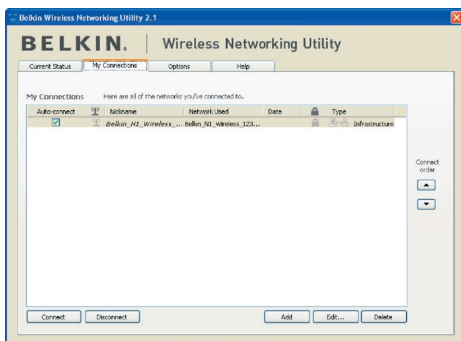 Belkin Wireless Networking Utility 2.1
BELKIN. | Wireless Networking Utility
Current Status My Connections Options Help
My Connections Here are all of the networks you've connected to.
Auto-connect Nickname Network Used Date Type
Belkin_N1_Wireless_... Belkin_N1_Wireless_123... Infrastructure
Connect
order
Connect Disconnect Add Edit... Delete